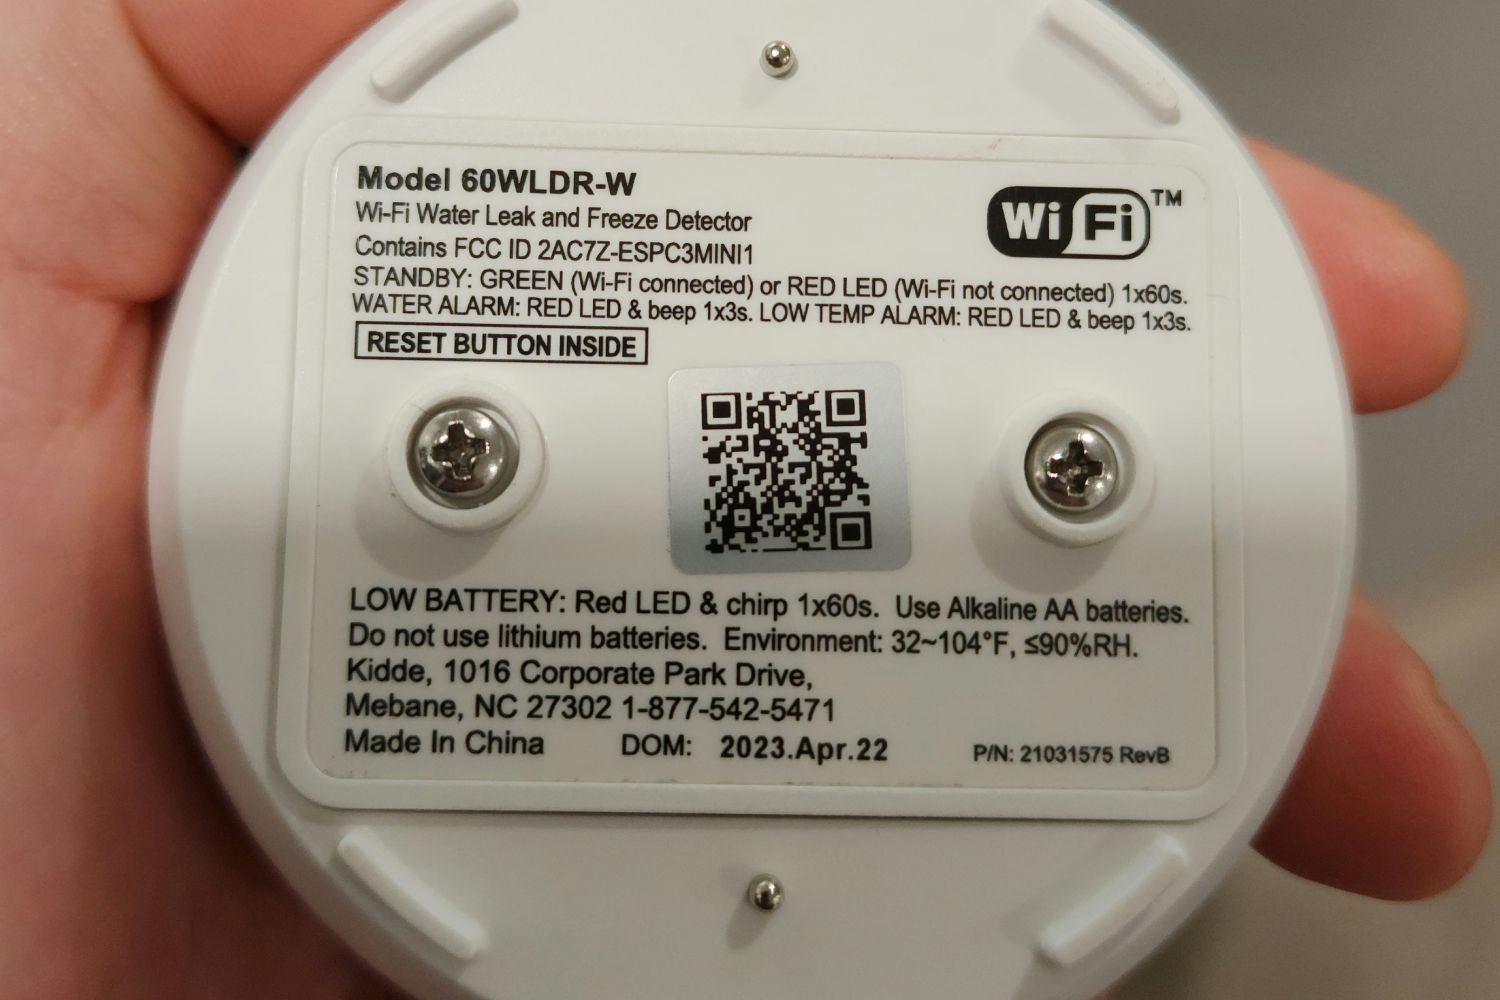 Model 60WLDR-W
Wi-Fi Water Leak and Freeze Detector
Contains FCC ID 2AC7Z-ESPC3MINI1
Wi Fi™
STANDBY: GREEN (Wi-Fi connected) or RED LED (Wi-Fi not connected) 1x60s.
WATER ALARM: RED LED & beep 1x3s. LOW TEMP ALARM: RED LED & beep 1x3s.
RESET BUTTON INSIDE
LOW BATTERY: Red LED & chirp 1x60s. Use Alkaline AA batteries.
Do not use lithium batteries. Environment: 32~104°F, ≤90%RH.
Kidde, 1016 Corporate Park Drive,
Mebane, NC 27302 1-877-542-5471
Made In China DOM: 2023.Apr.22 P/N: 21031575 RevB